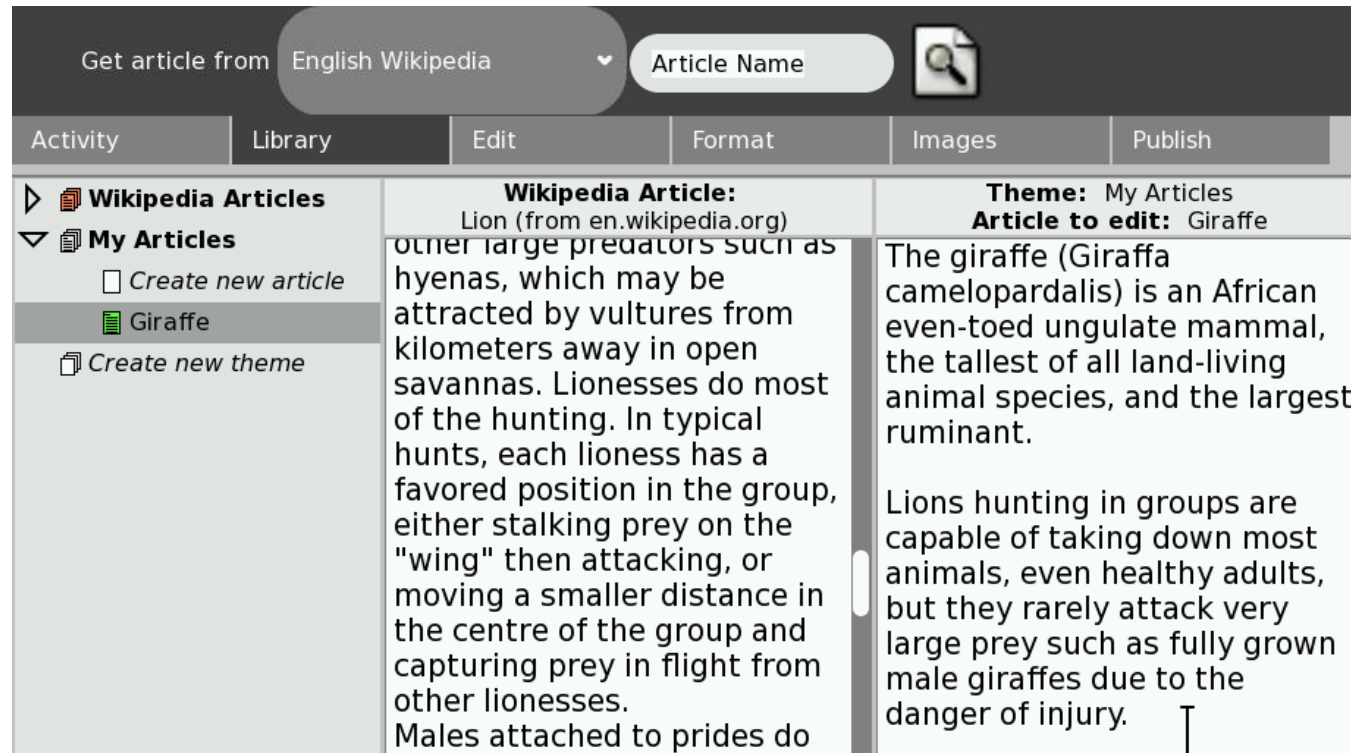 Get article from English Wikipedia Article Name
Activity Library Edit Format Images Publish
Wikipedia Articles
My Articles
Create new article
Giraffe
Create new theme
Wikipedia Article:
Lion (from en.wikipedia.org)
other large predators such as
hyenas, which may be
attracted by vultures from
kilometers away in open
savannas. Lionesses do most
of the hunting. In typical
hunts, each lioness has a
favored position in the group,
either stalking prey on the
"wing" then attacking, or
moving a smaller distance in
the centre of the group and
capturing prey in flight from
other lionesses.
Males attached to prides do
Theme: My Articles
Article to edit: Giraffe
The giraffe (Giraffa
camelopardalis) is an African
even-toed ungulate mammal,
the tallest of all land-living
animal species, and the largest
ruminant.
Lions hunting in groups are
capable of taking down most
animals, even healthy adults,
but they rarely attack very
large prey such as fully grown
male giraffes due to the
danger of injury.